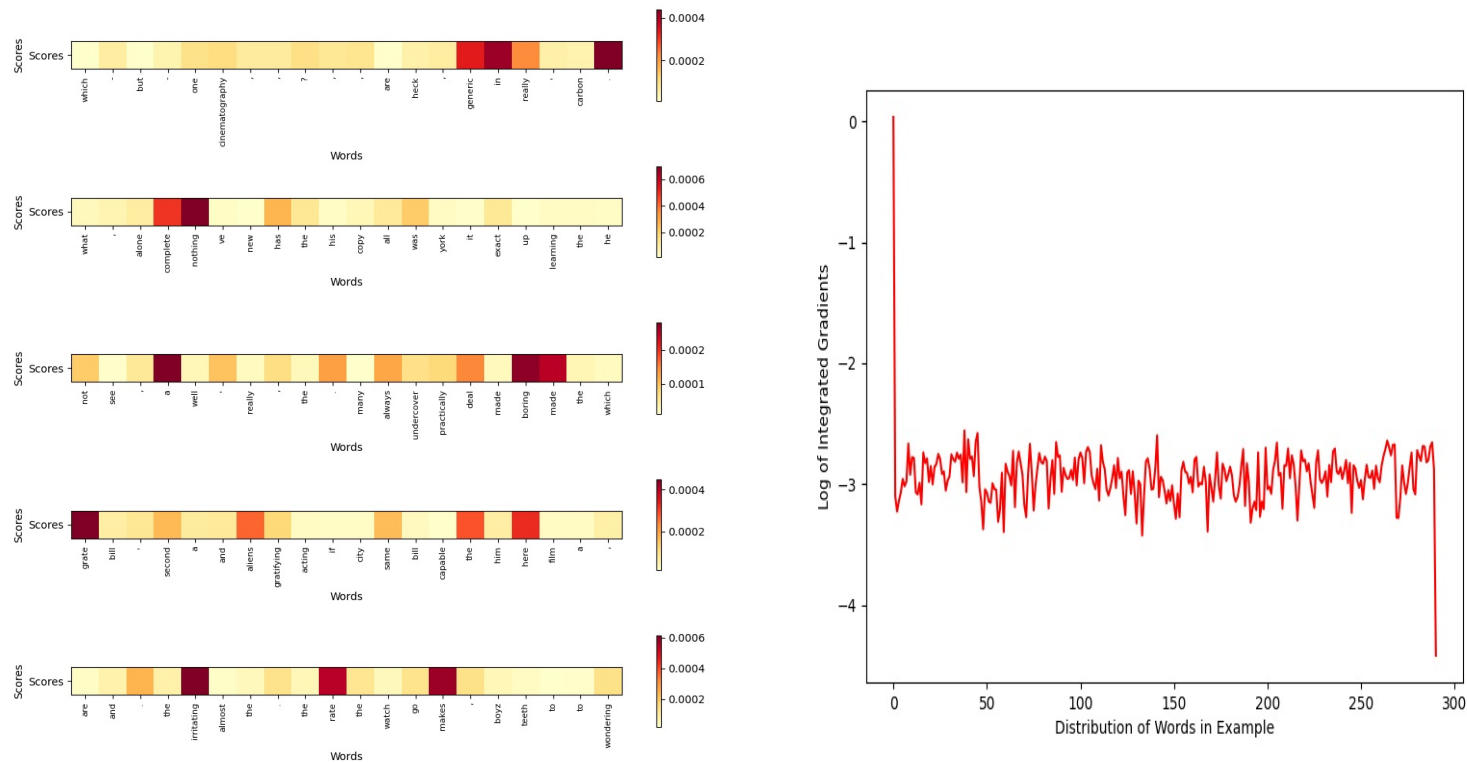 0.0004
Scores Scores
0.0002
which - but - one cinematography , , ? , , are heck , generic in really , carbon .
Words
0.0006
Scores Scores 0.0004
0.0002
what , alone complete nothing ve new has the his copy all was york it exact up learning the he
Words
0.0002
Scores Scores
0.0001
not see , a well , really , the . many always undercover practically deal made boring made the which
Words
0.0004
Scores Scores
0.0002
grate bill , second a and aliens gratifying acting if city same bill capable the him here film a ,
Words
0.0006
Scores Scores 0.0004
0.0002
are and . the irritating almost the . the rate the watch go makes , boyz teeth to to wondering
Words
Log of Integrated Gradients
0
−1
−2
−3
−4
0 50 100 150 200 250 300
Distribution of Words in Example